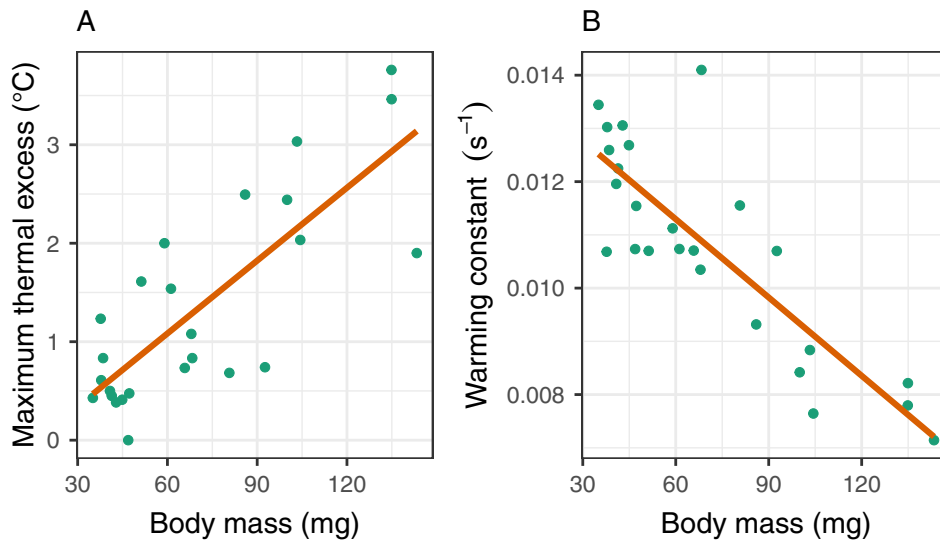 A
Maximum thermal excess (°C)
3
2
1
0
30 60 90 120
Body mass (mg)
B
Warming constant (s⁻¹)
0.014
0.012
0.010
0.008
30 60 90 120
Body mass (mg)